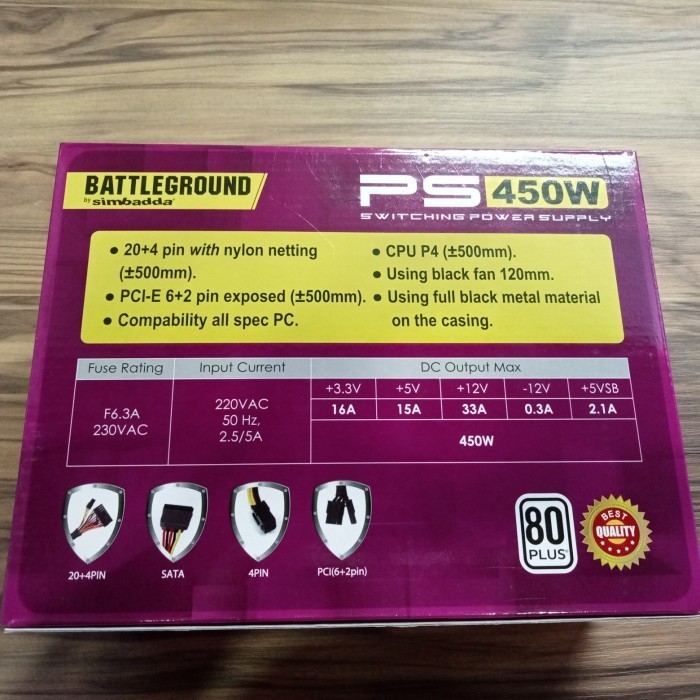 BATTLEGROUND
by simbadda
PS 450W
SWITCHING POWER SUPPLY
• 20+4 pin with nylon netting
(±500mm).
• PCI-E 6+2 pin exposed (±500mm).
• Compability all spec PC.
• CPU P4 (±500mm).
• Using black fan 120mm.
• Using full black metal material
on the casing.
Fuse Rating Input Current DC Output Max
+3.3V +5V +12V -12V +5VSB
16A 15A 33A 0.3A 2.1A
F6.3A
230VAC
220VAC
50 Hz,
2.5/5A
450W
20+4PIN SATA 4PIN PCI(6+2pin)
80
PLUS
BEST
QUALITY